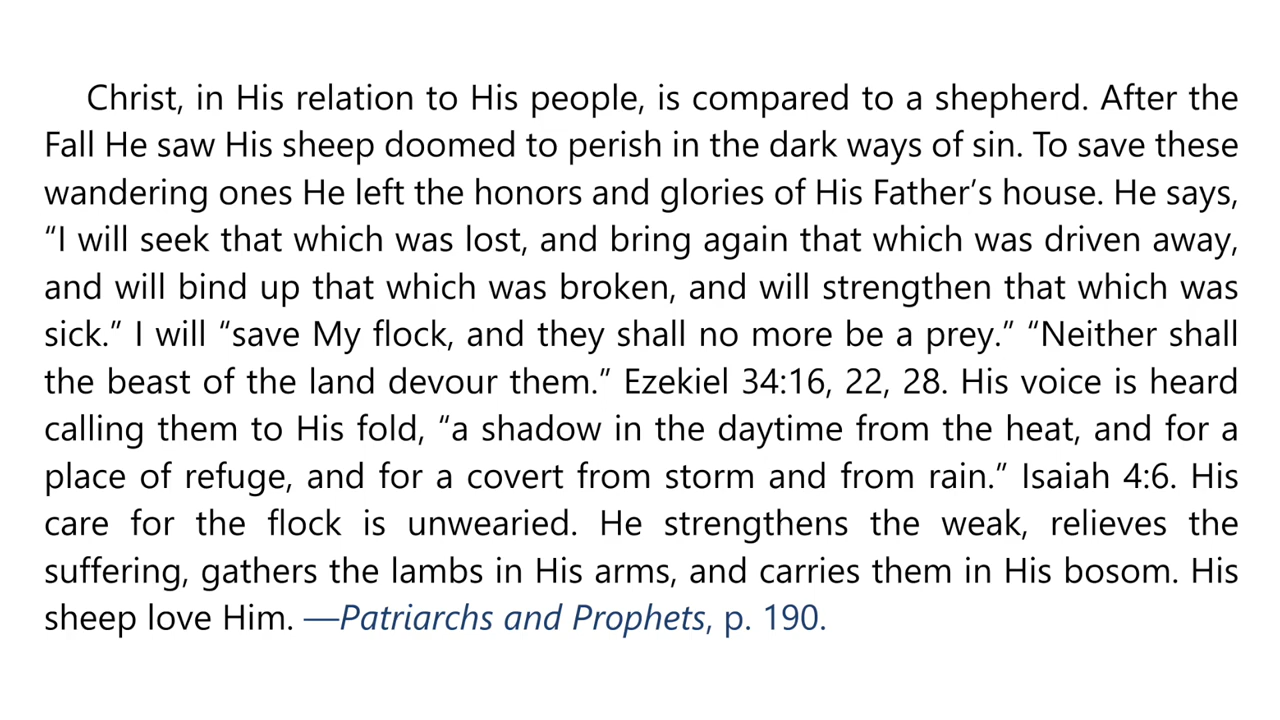 Christ, in His relation to His people, is compared to a shepherd. After the
Fall He saw His sheep doomed to perish in the dark ways of sin. To save these
wandering ones He left the honors and glories of His Father’s house. He says,
“I will seek that which was lost, and bring again that which was driven away,
and will bind up that which was broken, and will strengthen that which was
sick.” I will “save My flock, and they shall no more be a prey.” “Neither shall
the beast of the land devour them.” Ezekiel 34:16, 22, 28. His voice is heard
calling them to His fold, “a shadow in the daytime from the heat, and for a
place of refuge, and for a covert from storm and from rain.” Isaiah 4:6. His
care for the flock is unwearied. He strengthens the weak, relieves the
suffering, gathers the lambs in His arms, and carries them in His bosom. His
sheep love Him. —Patriarchs and Prophets, p. 190.